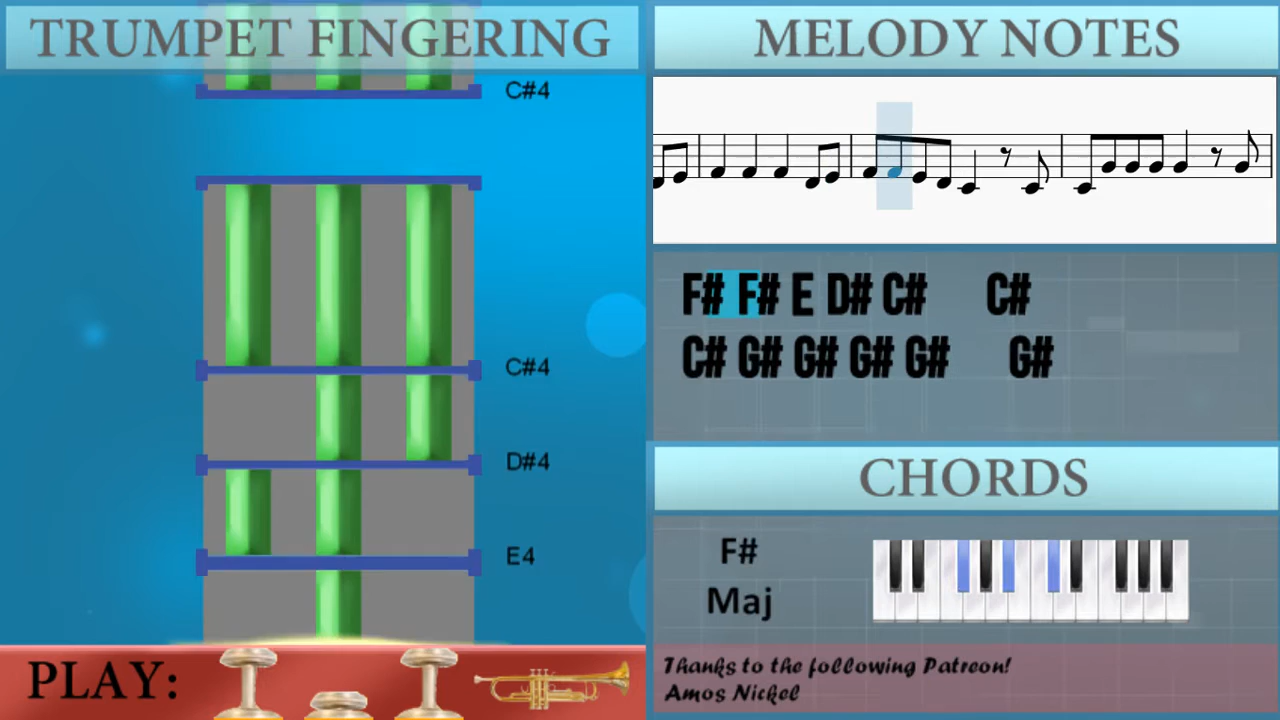 TRUMPET FINGERING
C#4
C#4
D#4
E4
PLAY:
MELODY NOTES
F# F# E D# C# C#
C# G# G# G# G# G#
CHORDS
F#
Maj
Thanks to the following Patreon!
Amos Nickel